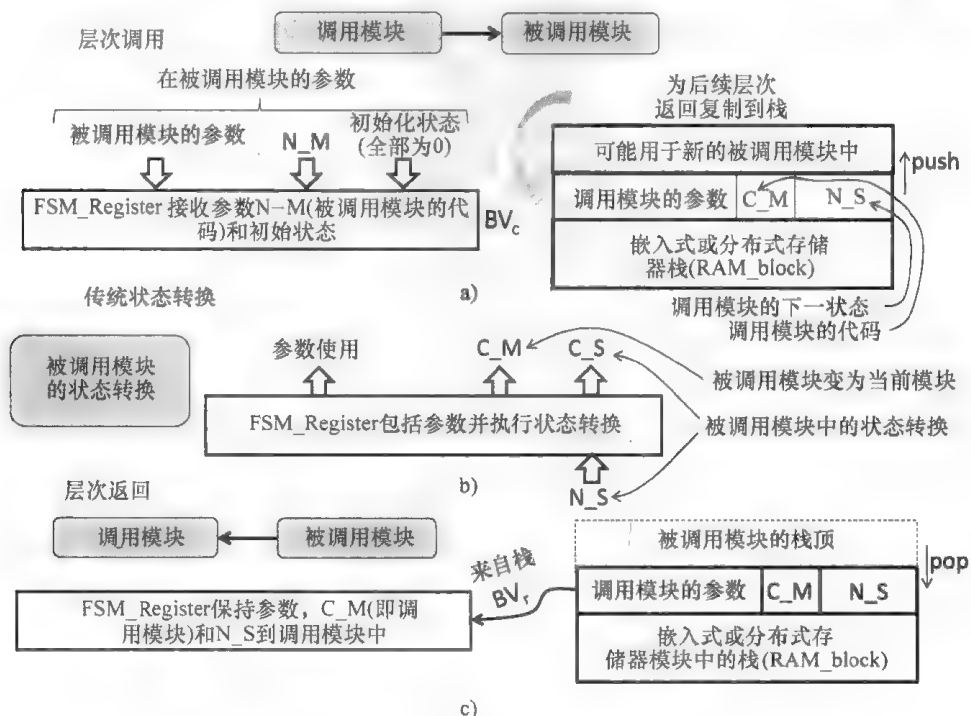 层次调用
调用模块
被调用模块
在被调用模块的参数
被调用模块的参数
N_M
初始化状态
(全部为0)
FSM_Register 接收参数N-M(被调用模块的代
码)和初始状态
BVc
为后续层次
返回复制到栈
可能用于新的被调用模块中
push
调用模块的参数
C_M
N_S
嵌入式或分布式存储
器栈(RAM_block)
调用模块的下一状态
调用模块的代码
a)
传统状态转换
被调用模块
的状态转换
参数使用
C_M
C_S
被调用模块变为当前模块
FSM_Register包括参数并执行状态转换
被调用模块中的状态转换
N_S
b)
层次返回
调用模块
被调用模块
FSM_Register保持参数，C_M(即调
用模块)和N_S到调用模块中
来自栈
BVr
被调用模块的栈顶
pop
调用模块的参数
C_M
N_S
嵌入式或分布式存
储器模块中的栈(RAM_block)
c)